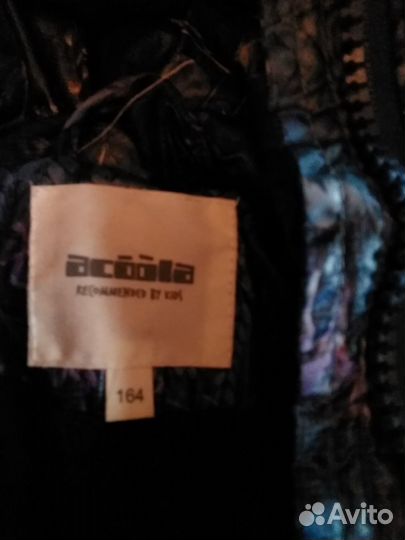 acoola
RECOMMENDED BY KIDS
164
Avito